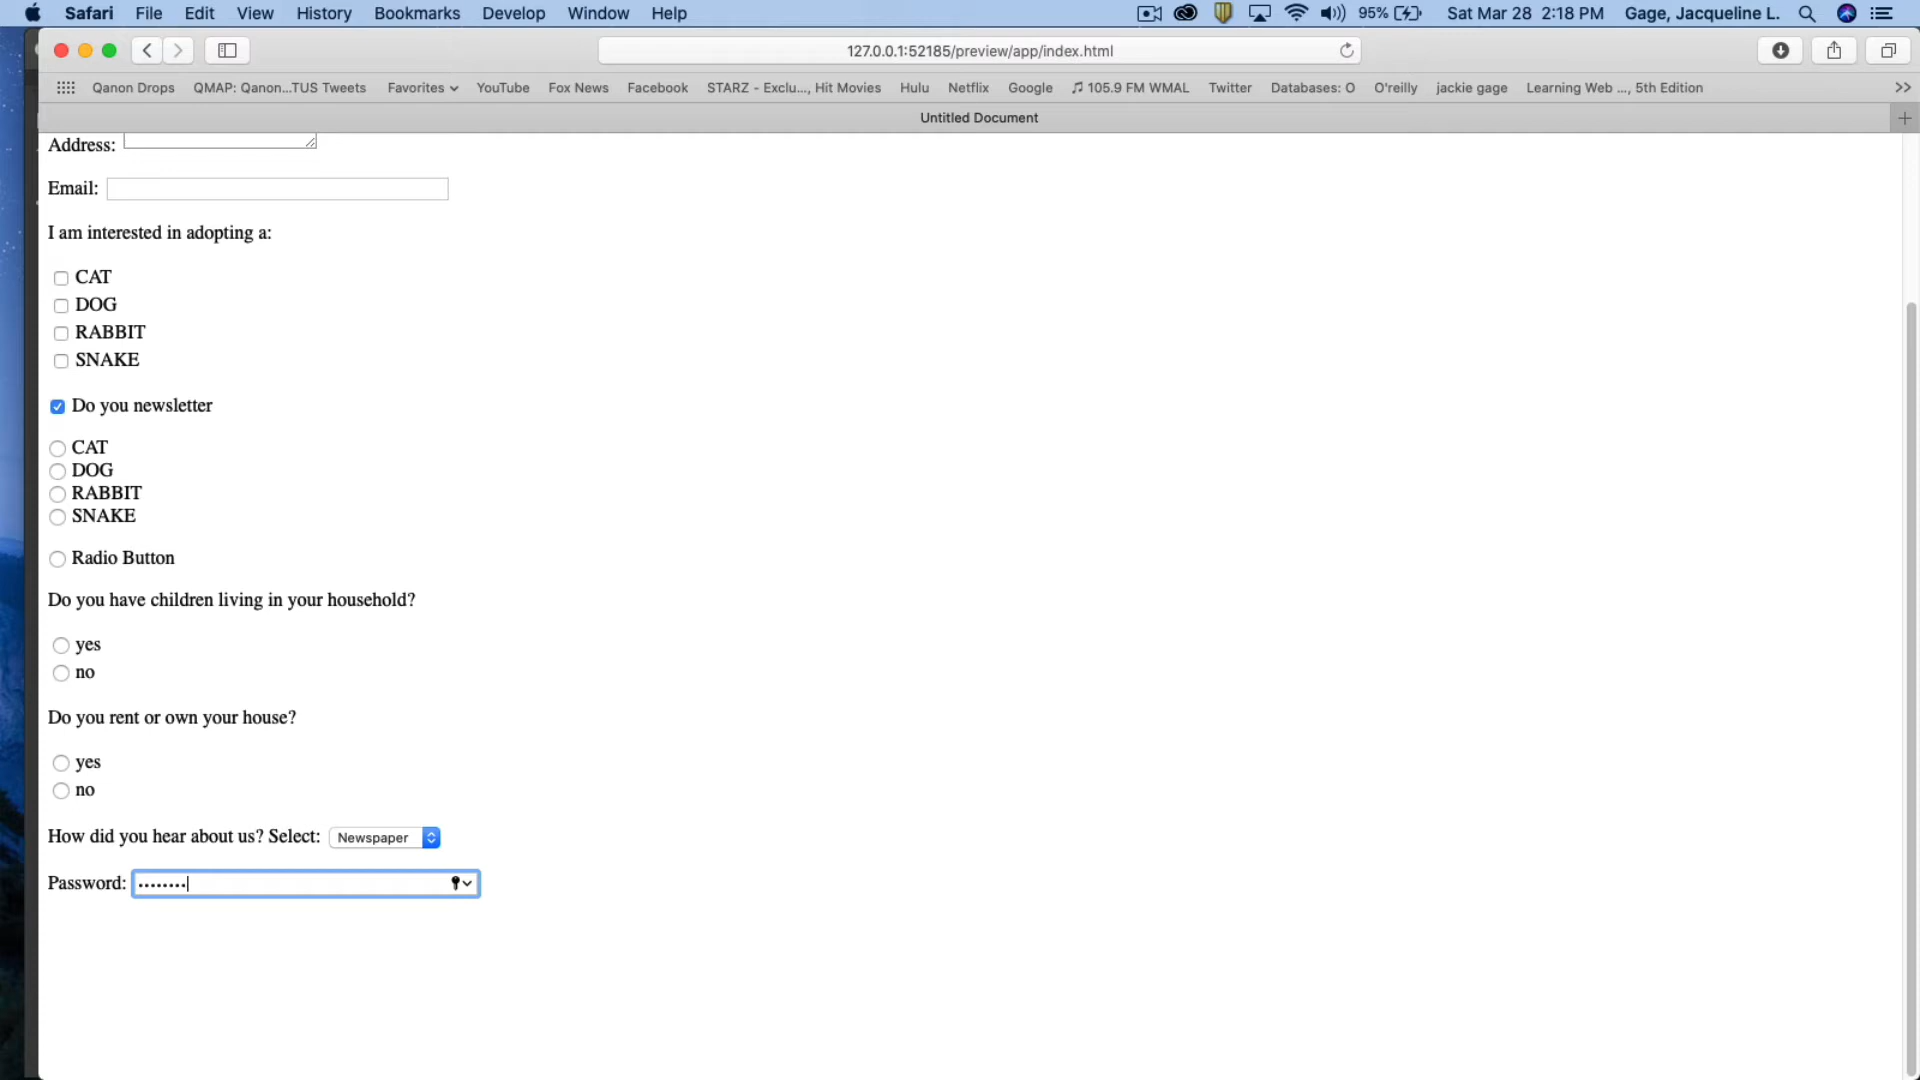 Safari File Edit View History Bookmarks Develop Window Help 95% Sat Mar 28 2:18 PM Gage, Jacqueline L.
127.0.0.1:52185/preview/app/index.html
Qanon Drops QMAP: Qanon...TUS Tweets Favorites YouTube Fox News Facebook STARZ - Exclu..., Hit Movies Hulu Netflix Google 105.9 FM WMAL Twitter Databases: O O'reilly jackie gage Learning Web ..., 5th Edition
Untitled Document
Address:
Email:
I am interested in adopting a:
CAT
DOG
RABBIT
SNAKE
Do you newsletter
CAT
DOG
RABBIT
SNAKE
Radio Button
Do you have children living in your household?
yes
no
Do you rent or own your house?
yes
no
How did you hear about us? Select: Newspaper
Password: ••••••••